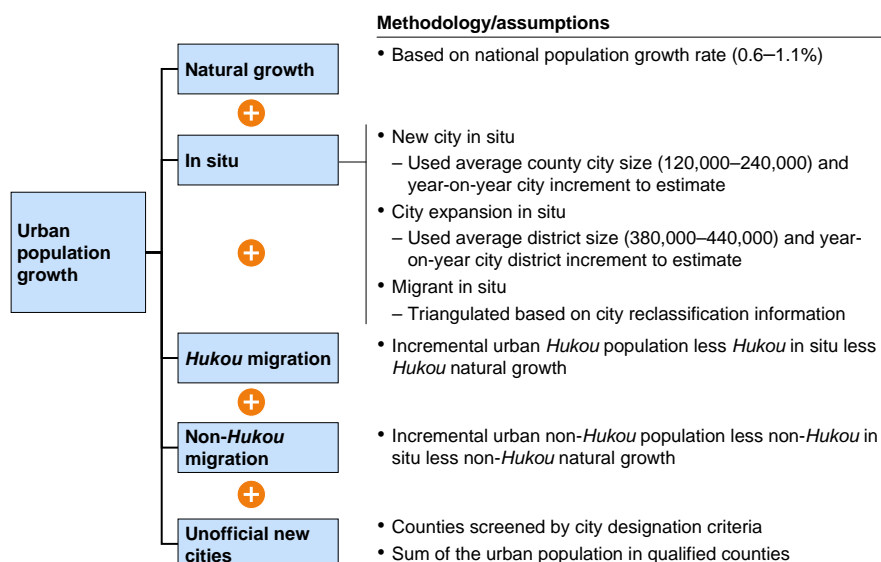 Methodology/assumptions
Natural growth
• Based on national population growth rate (0.6–1.1%)
In situ
• New city in situ
– Used average county city size (120,000–240,000) and
year-on-year city increment to estimate
• City expansion in situ
– Used average district size (380,000–440,000) and year-
on-year city district increment to estimate
• Migrant in situ
– Triangulated based on city reclassification information
Urban
population
growth
Hukou migration
• Incremental urban Hukou population less Hukou in situ less
Hukou natural growth
Non-Hukou
migration
• Incremental urban non-Hukou population less non-Hukou in
situ less non-Hukou natural growth
Unofficial new
cities
• Counties screened by city designation criteria
• Sum of the urban population in qualified counties